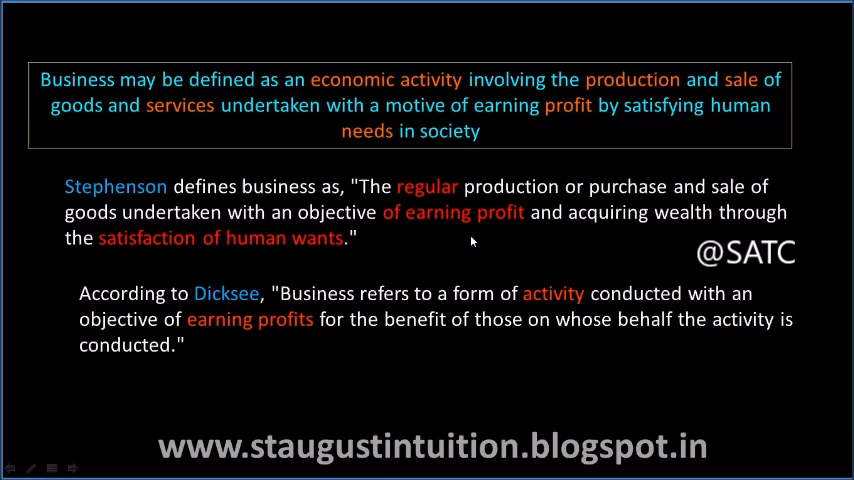 Business may be defined as an economic activity involving the production and sale of
goods and services undertaken with a motive of earning profit by satisfying human
needs in society
Stephenson defines business as, "The regular production or purchase and sale of
goods undertaken with an objective of earning profit and acquiring wealth through
the satisfaction of human wants."
@SATC
According to Dicksee, "Business refers to a form of activity conducted with an
objective of earning profits for the benefit of those on whose behalf the activity is
conducted."
www.staugustintuition.blogspot.in